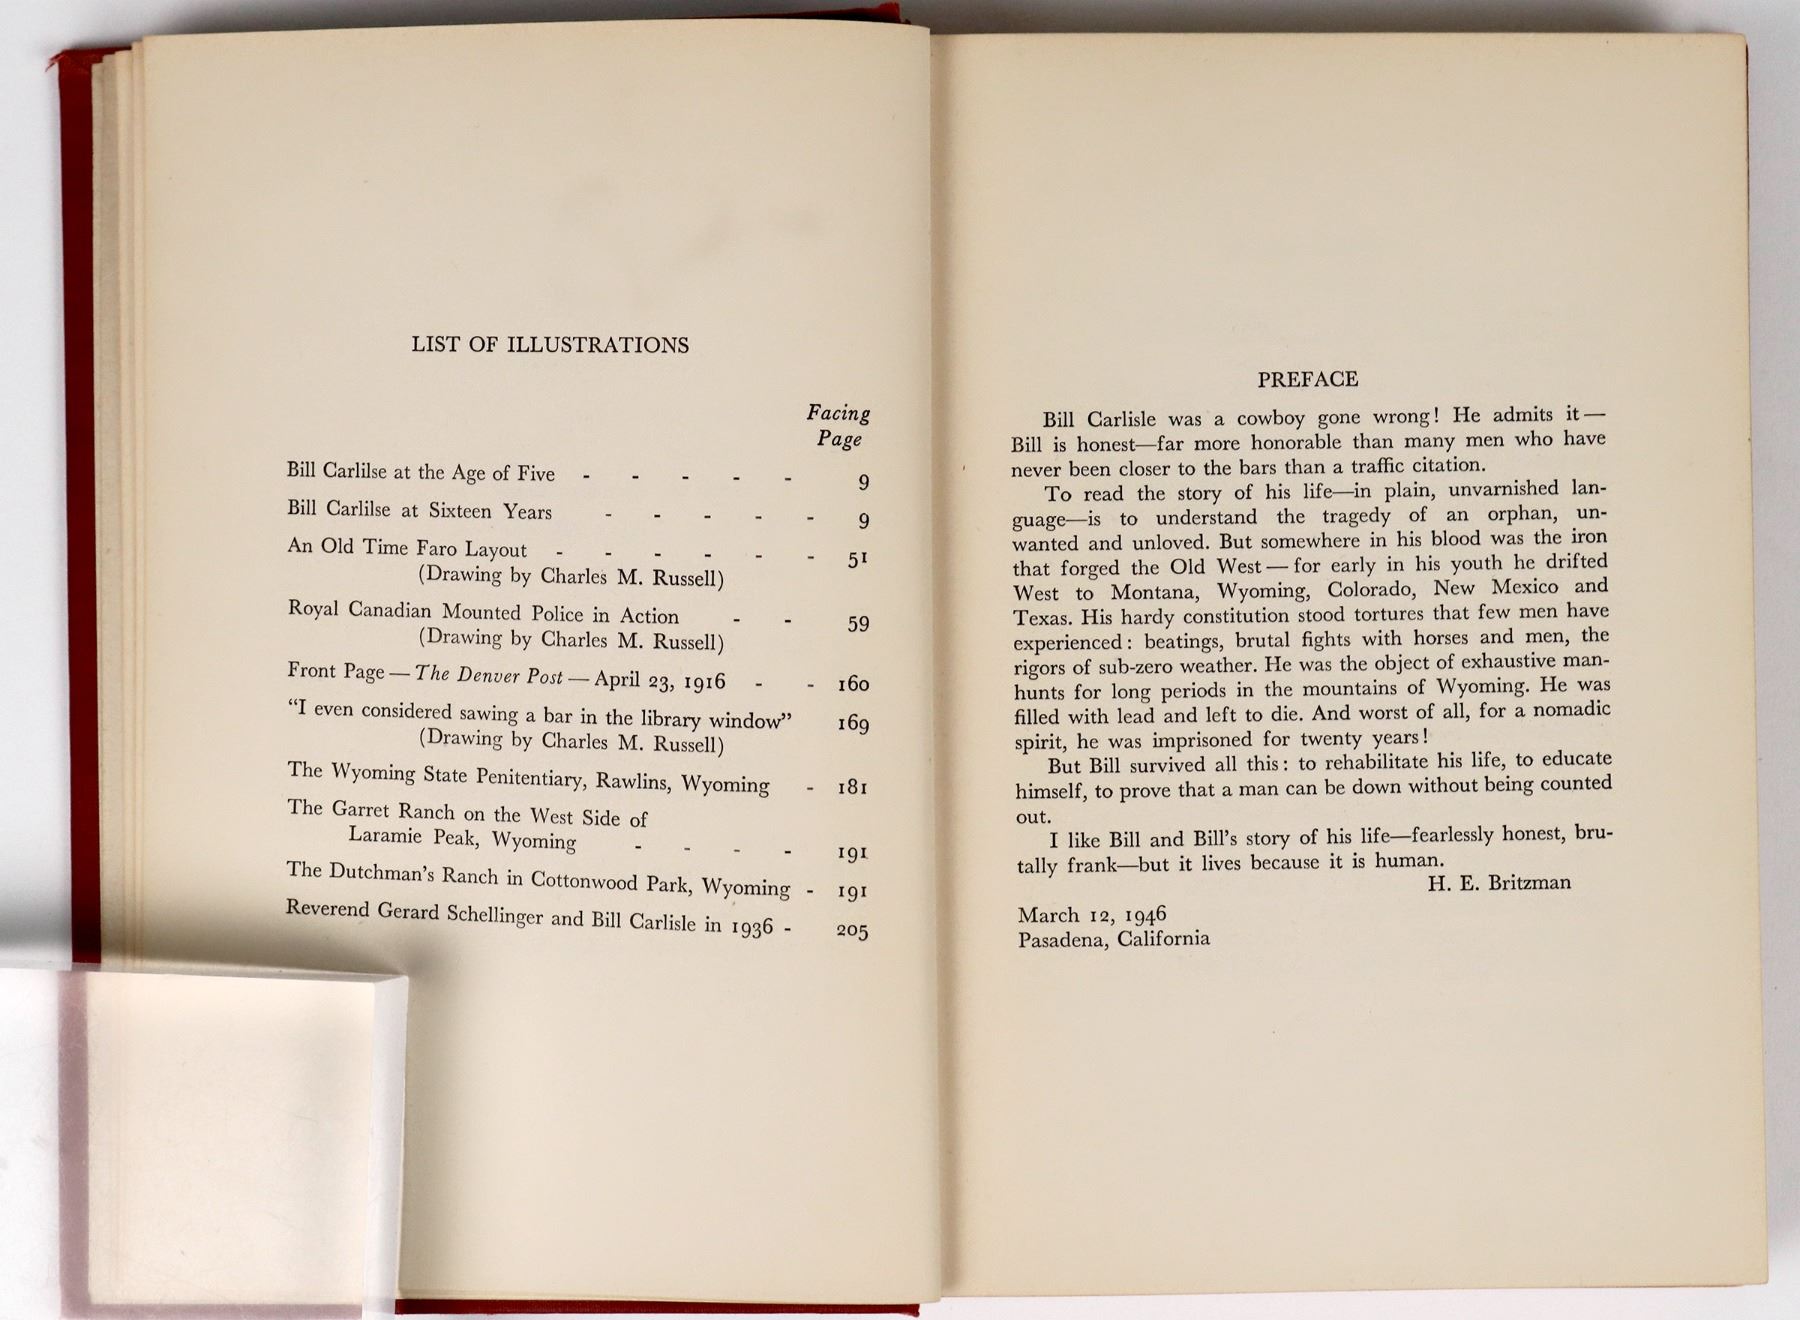 LIST OF ILLUSTRATIONS
Facing
Page
Bill Carlilse at the Age of Five - - - - - 9
Bill Carlilse at Sixteen Years - - - - - 9
An Old Time Faro Layout - - - - - - 51
(Drawing by Charles M. Russell)
Royal Canadian Mounted Police in Action - - 59
(Drawing by Charles M. Russell)
Front Page — The Denver Post — April 23, 1916 - - 160
“I even considered sawing a bar in the library window” 169
(Drawing by Charles M. Russell)
The Wyoming State Penitentiary, Rawlins, Wyoming - 181
The Garret Ranch on the West Side of
Laramie Peak, Wyoming - - - - 191
The Dutchman’s Ranch in Cottonwood Park, Wyoming - 191
Reverend Gerard Schellinger and Bill Carlisle in 1936 - 205
PREFACE
Bill Carlisle was a cowboy gone wrong! He admits it —
Bill is honest—far more honorable than many men who have
never been closer to the bars than a traffic citation.
To read the story of his life—in plain, unvarnished lan-
guage—is to understand the tragedy of an orphan, un-
wanted and unloved. But somewhere in his blood was the iron
that forged the Old West — for early in his youth he drifted
West to Montana, Wyoming, Colorado, New Mexico and
Texas. His hardy constitution stood tortures that few men have
experienced: beatings, brutal fights with horses and men, the
rigors of sub-zero weather. He was the object of exhaustive man-
hunts for long periods in the mountains of Wyoming. He was
filled with lead and left to die. And worst of all, for a nomadic
spirit, he was imprisoned for twenty years!
But Bill survived all this: to rehabilitate his life, to educate
himself, to prove that a man can be down without being counted
out.
I like Bill and Bill’s story of his life—fearlessly honest, bru-
tally frank—but it lives because it is human.
H. E. Britzman
March 12, 1946
Pasadena, California